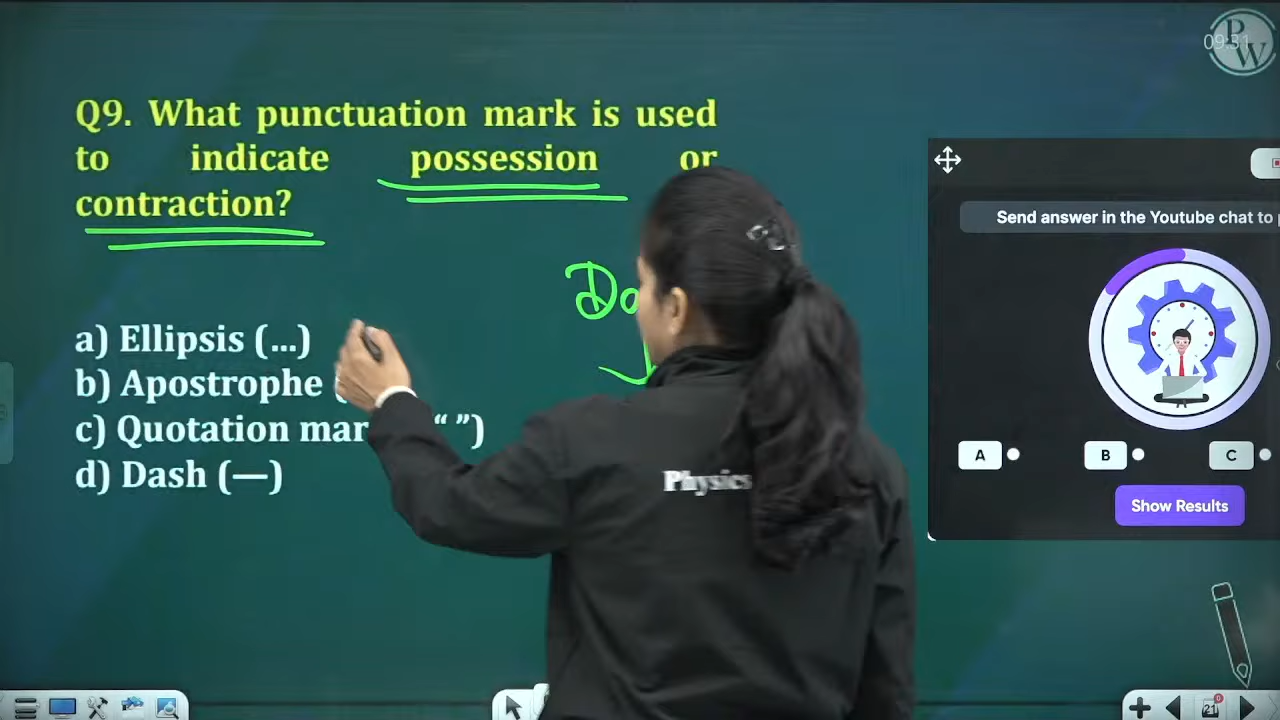 09:31
P
W
Q9. What punctuation mark is used
to indicate possession or
contraction?
a) Ellipsis (...)
b) Apostrophe (
c) Quotation mar “ ”)
d) Dash (—)
Physics
Send answer in the Youtube chat to
A
B
C
Show Results
21